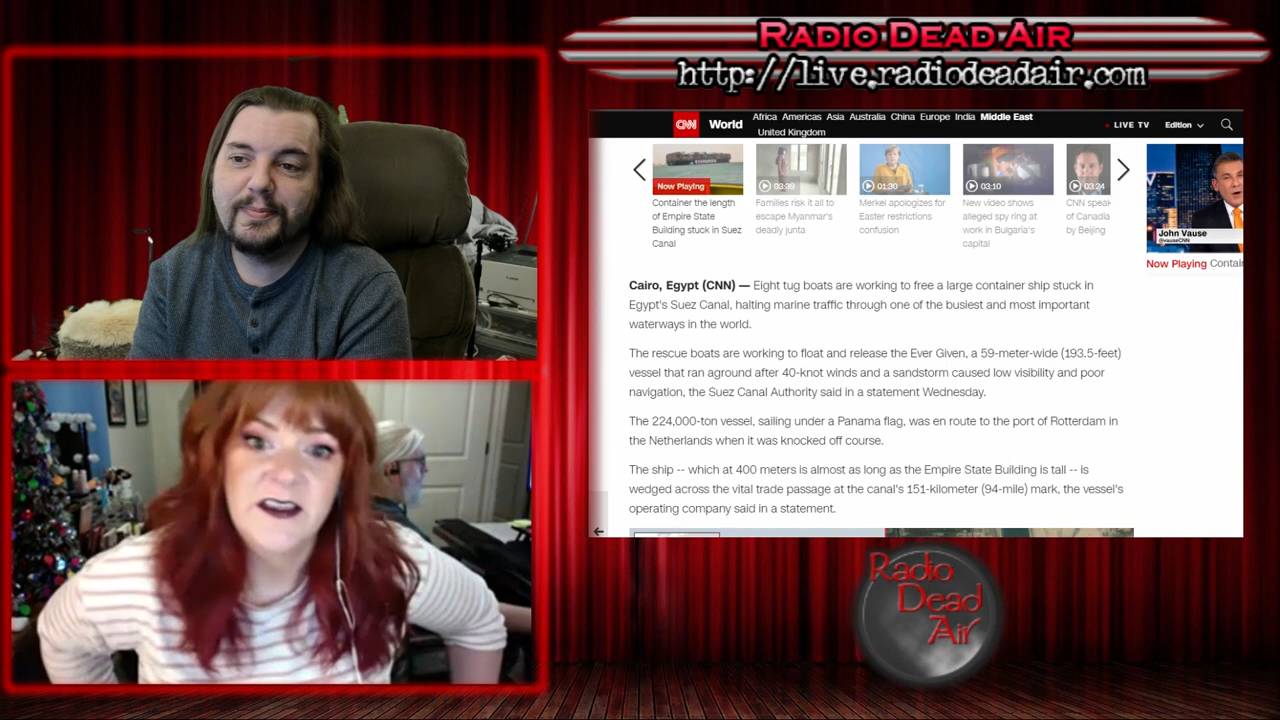 RADIO DEAD AIR
http://live.radiodeadair.com
CNN World
Africa Americas Asia Australia China Europe India Middle East
United Kingdom
LIVE TV
Edition
Now Playing
03:39
01:30
03:10
03:24
Container the length
of Empire State
Building stuck in Suez
Canal
Families risk it all to
escape Myanmar's
deadly junta
Merkel apologizes for
Easter restrictions
confusion
New video shows
alleged spy ring at
work in Bulgaria's
capital
CNN speak
of Canadia
by Beijing
John Vause
@vauseCNN
Now Playing Contain
Cairo, Egypt (CNN) — Eight tug boats are working to free a large container ship stuck in
Egypt's Suez Canal, halting marine traffic through one of the busiest and most important
waterways in the world.
The rescue boats are working to float and release the Ever Given, a 59-meter-wide (193.5-feet)
vessel that ran aground after 40-knot winds and a sandstorm caused low visibility and poor
navigation, the Suez Canal Authority said in a statement Wednesday.
The 224,000-ton vessel, sailing under a Panama flag, was en route to the port of Rotterdam in
the Netherlands when it was knocked off course.
The ship -- which at 400 meters is almost as long as the Empire State Building is tall -- is
wedged across the vital trade passage at the canal's 151-kilometer (94-mile) mark, the vessel's
operating company said in a statement.
Radio
Dead
Air